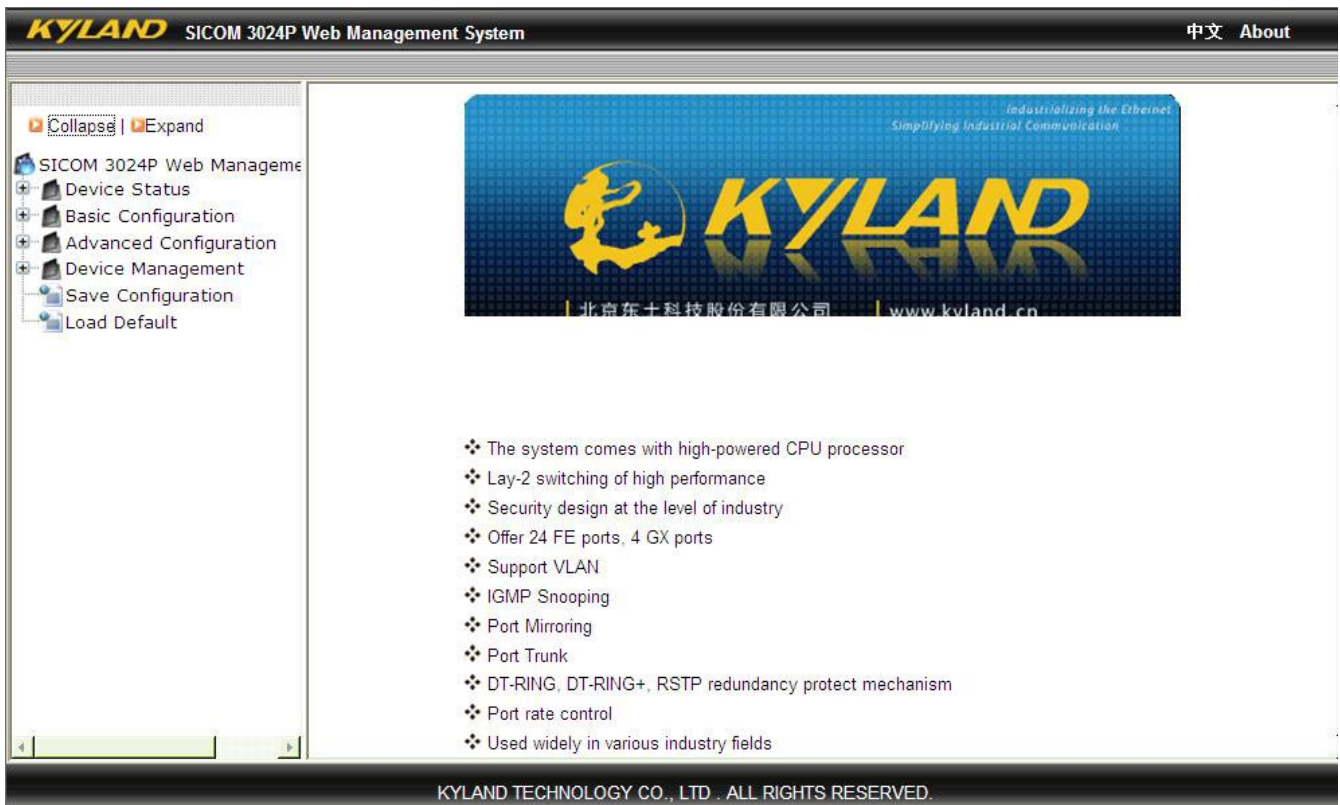 KYLAND SICOM 3024P Web Management System 中文 About
Collapse | Expand
SICOM 3024P Web Manageme
Device Status
Basic Configuration
Advanced Configuration
Device Management
Save Configuration
Load Default
Industrializing the Ethernet
Simplifying Industrial Communication
KYLAND
北京东土科技股份有限公司 www.kyland.cn
The system comes with high-powered CPU processor
Lay-2 switching of high performance
Security design at the level of industry
Offer 24 FE ports, 4 GX ports
Support VLAN
IGMP Snooping
Port Mirroring
Port Trunk
DT-RING, DT-RING+, RSTP redundancy protect mechanism
Port rate control
Used widely in various industry fields
KYLAND TECHNOLOGY CO., LTD . ALL RIGHTS RESERVED.